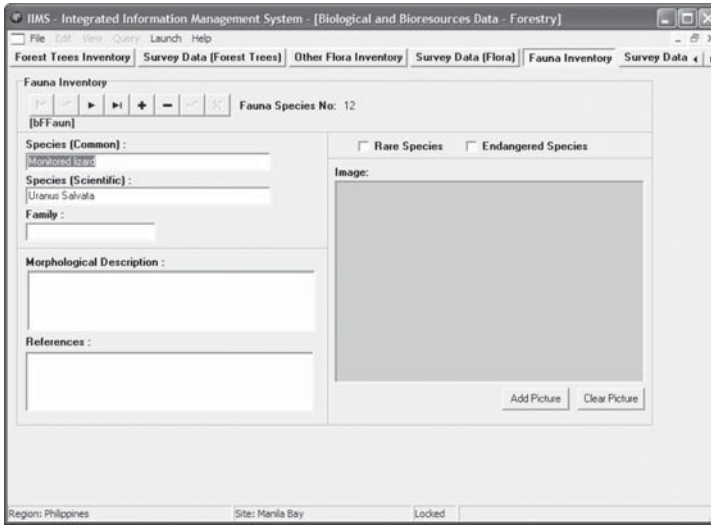 IIMS - Integrated Information Management System - [Biological and Bioresources Data - Forestry]
File Edit View Query Launch Help
Forest Trees Inventory Survey Data (Forest Trees) Other Flora Inventory Survey Data (Flora) Fauna Inventory Survey Data
Fauna Inventory
Fauna Species No: 12
[bFFaun]
Species (Common) :
Monitored lizard
Species (Scientific) :
Uranus Salvata
Family :
Rare Species Endangered Species
Image:
Morphological Description :
References :
Add Picture Clear Picture
Region: Philippines Site: Manila Bay Locked